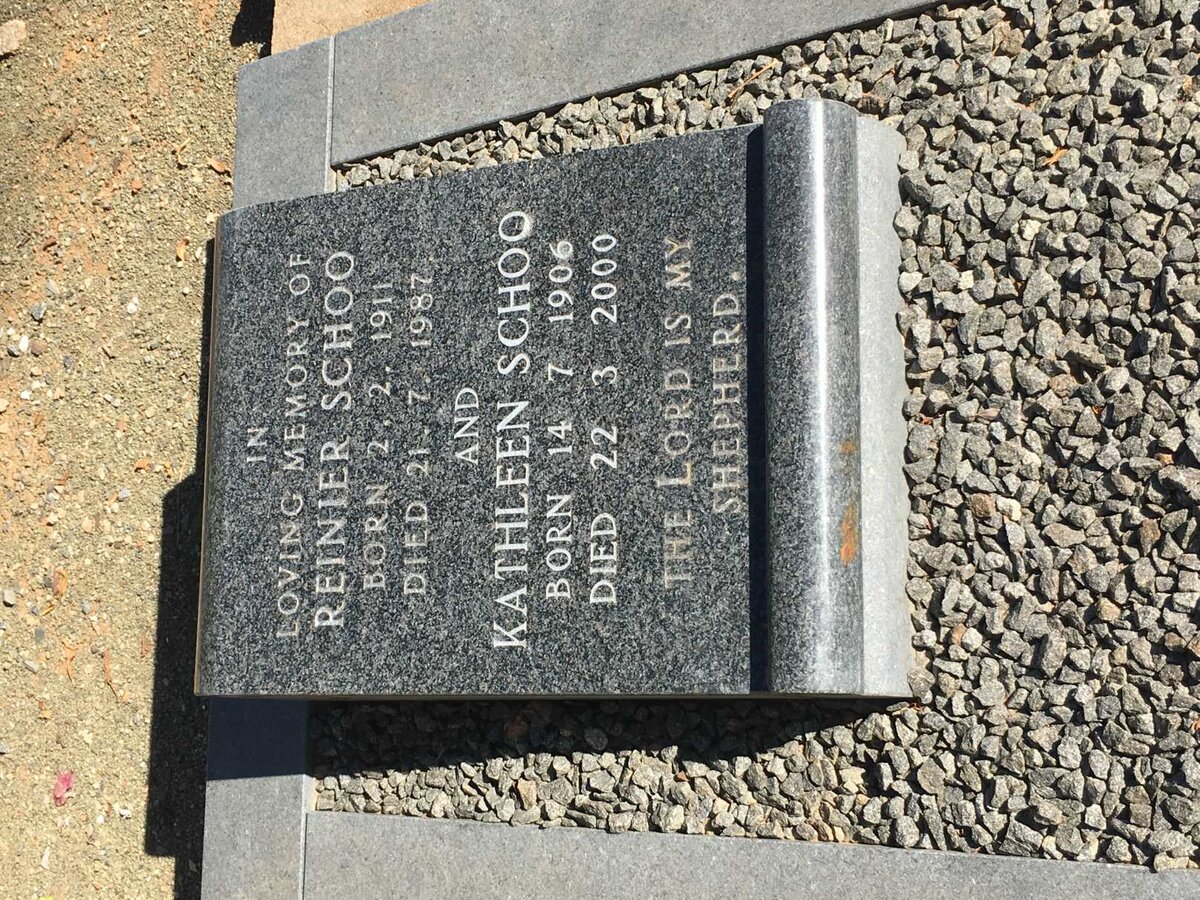 IN
LOVING MEMORY OF
REINIER SCHOO
BORN 2. 2. 1911.
DIED 21. 7. 1987.
AND
KATHLEEN SCHOO
BORN 14 7 1906
DIED 22 3 2000
THE LORD IS MY
SHEPHERD.